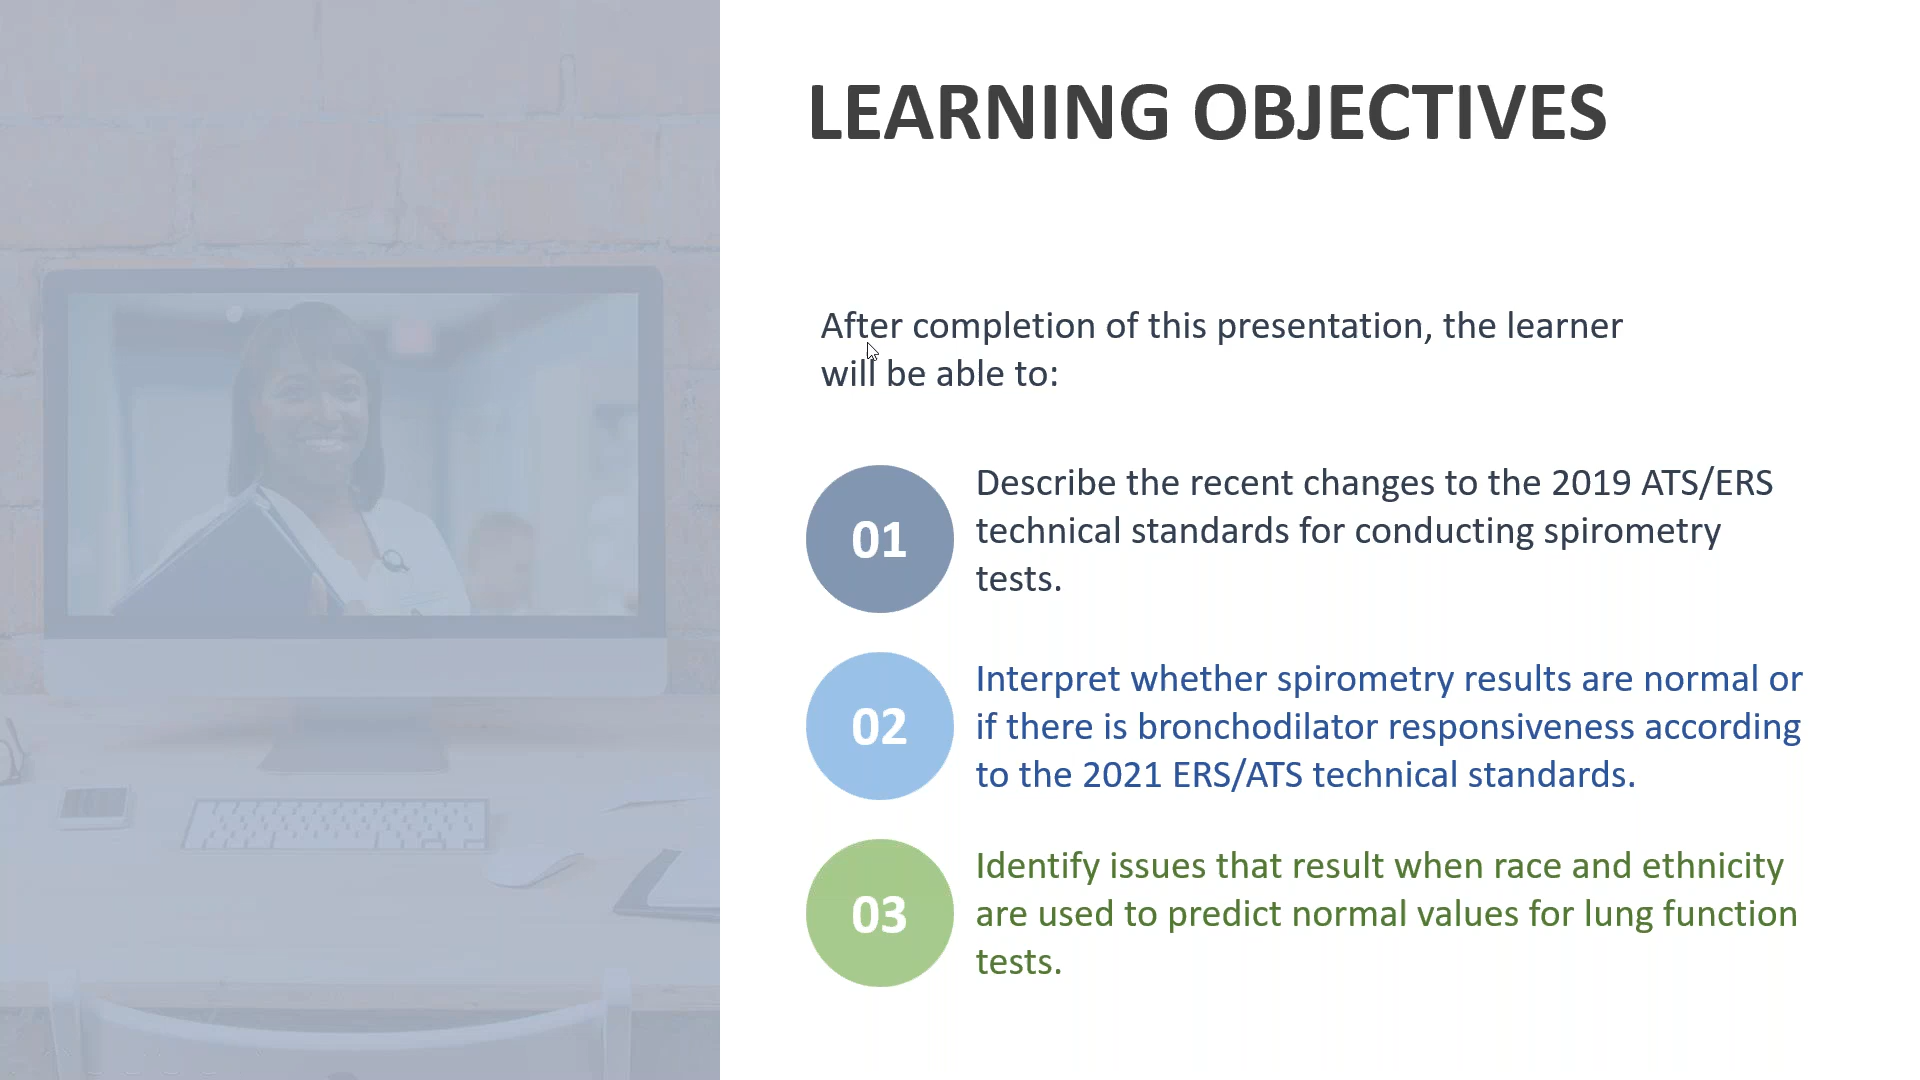 LEARNING OBJECTIVES
After completion of this presentation, the learner
will be able to:
01
Describe the recent changes to the 2019 ATS/ERS
technical standards for conducting spirometry
tests.
02
Interpret whether spirometry results are normal or
if there is bronchodilator responsiveness according
to the 2021 ERS/ATS technical standards.
03
Identify issues that result when race and ethnicity
are used to predict normal values for lung function
tests.